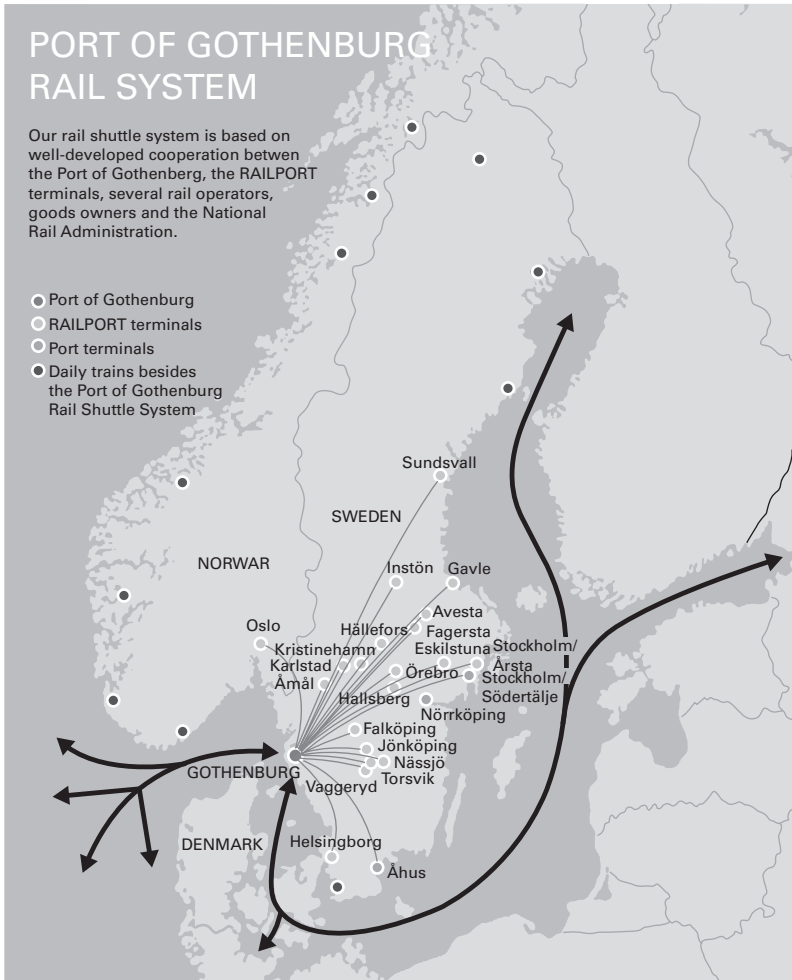 PORT OF GOTHENBURG
RAIL SYSTEM
Our rail shuttle system is based on
well-developed cooperation betwen
the Port of Gothenberg, the RAILPORT
terminals, several rail operators,
goods owners and the National
Rail Administration.
Port of Gothenburg
RAILPORT terminals
Port terminals
Daily trains besides
the Port of Gothenburg
Rail Shuttle System
Sundsvall
SWEDEN
NORWAR
Instön
Gavle
Avesta
Oslo
Hällefors
Fagersta
Kristinehamn
Eskilstuna
Stockholm/
Årsta
Karlstad
Örebro
Stockholm/
Södertälje
Åmål
Hallsberg
Nörrköping
Falköping
Jönköping
GOTHENBURG
Nässjö
Vaggeryd
Torsvik
DENMARK
Helsingborg
Åhus